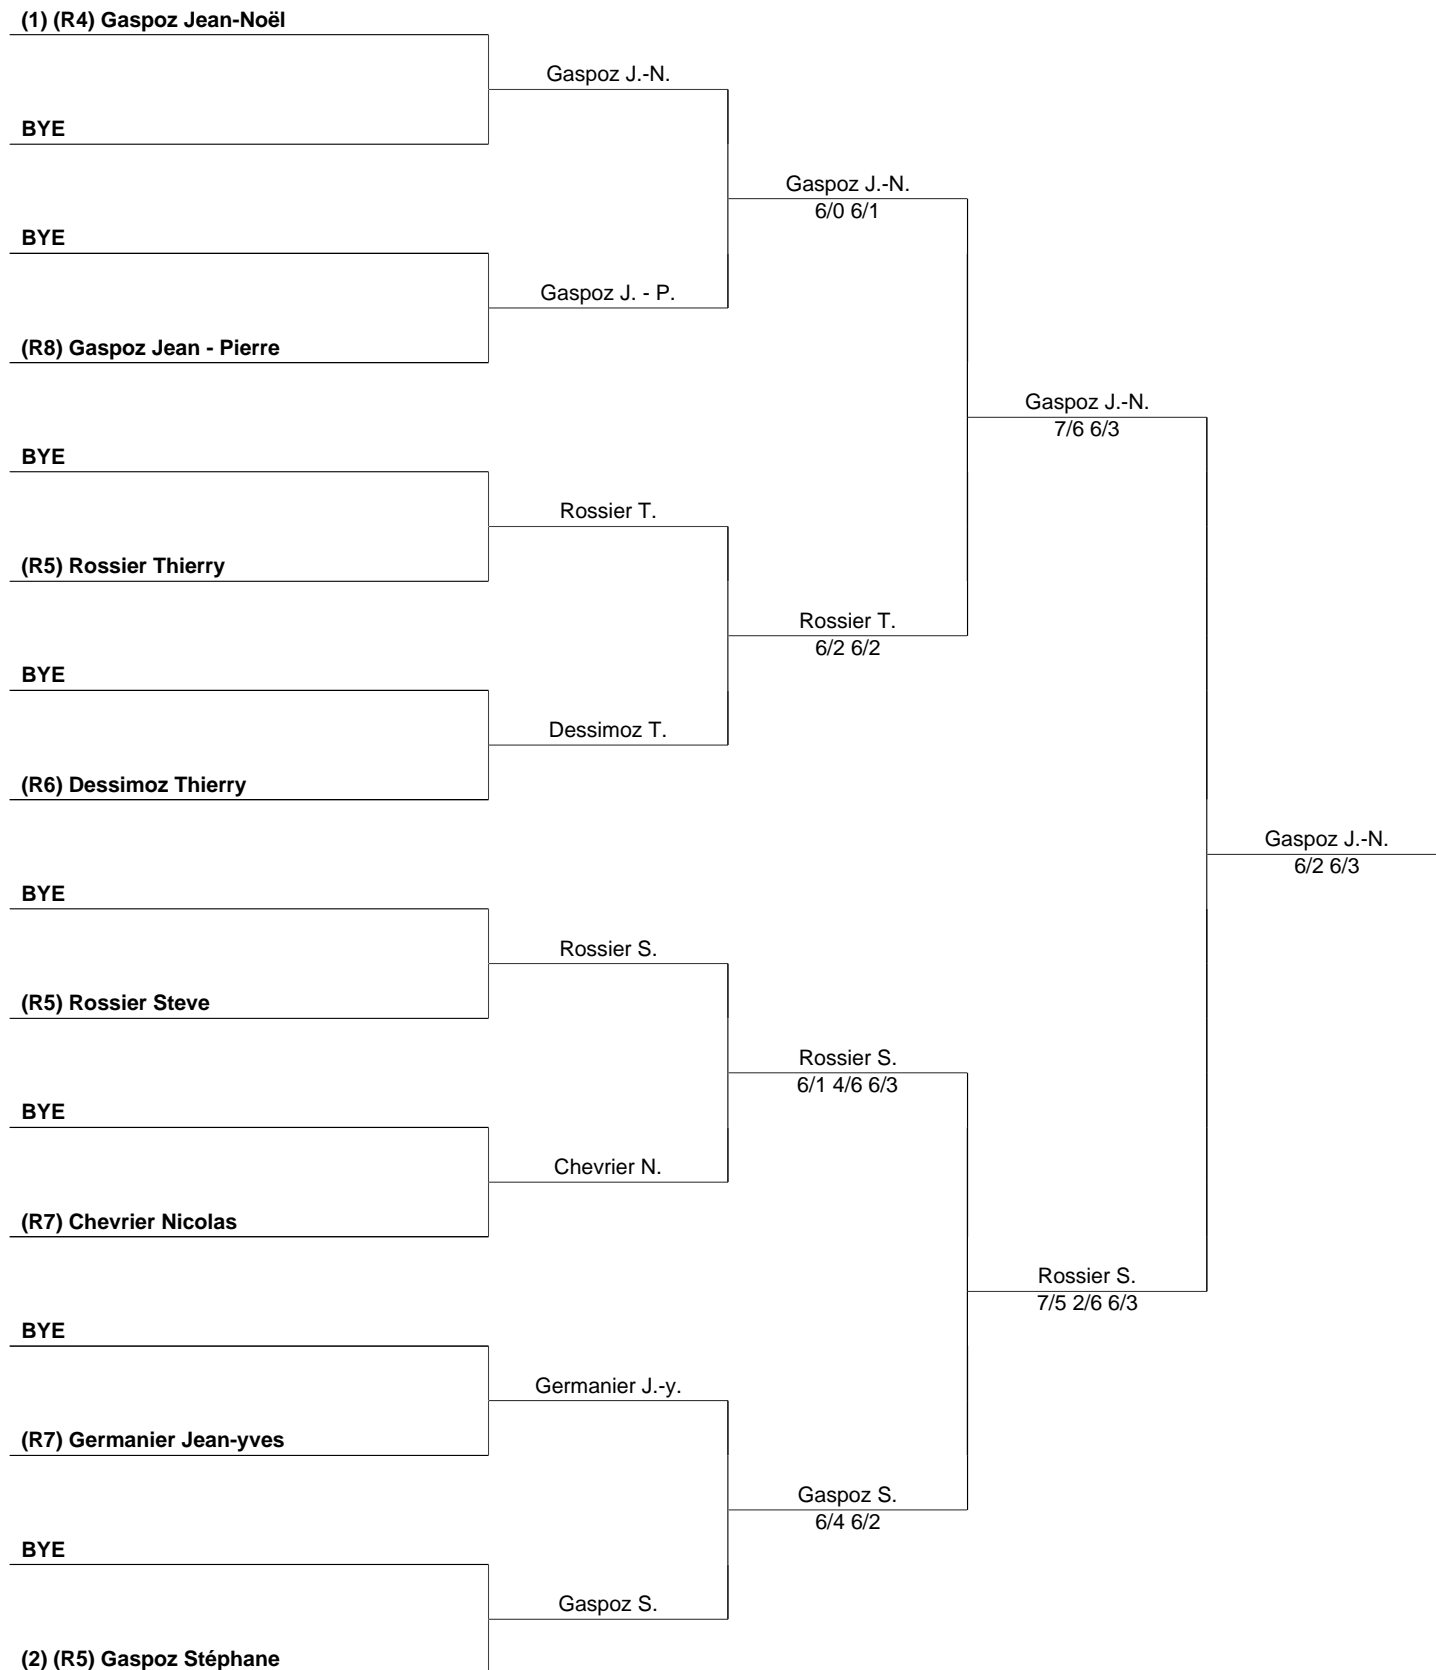 (1) (R4) Gaspoz Jean-Noël
Gaspoz J.-N.
BYE
Gaspoz J.-N.
6/0 6/1
BYE
Gaspoz J. - P.
(R8) Gaspoz Jean - Pierre
Gaspoz J.-N.
7/6 6/3
BYE
Rossier T.
(R5) Rossier Thierry
Rossier T.
6/2 6/2
BYE
Dessimoz T.
(R6) Dessimoz Thierry
Gaspoz J.-N.
6/2 6/3
BYE
Rossier S.
(R5) Rossier Steve
Rossier S.
6/1 4/6 6/3
BYE
Chevrier N.
(R7) Chevrier Nicolas
Rossier S.
7/5 2/6 6/3
BYE
Germanier J.-y.
(R7) Germanier Jean-yves
Gaspoz S.
6/4 6/2
BYE
Gaspoz S.
(2) (R5) Gaspoz Stéphane